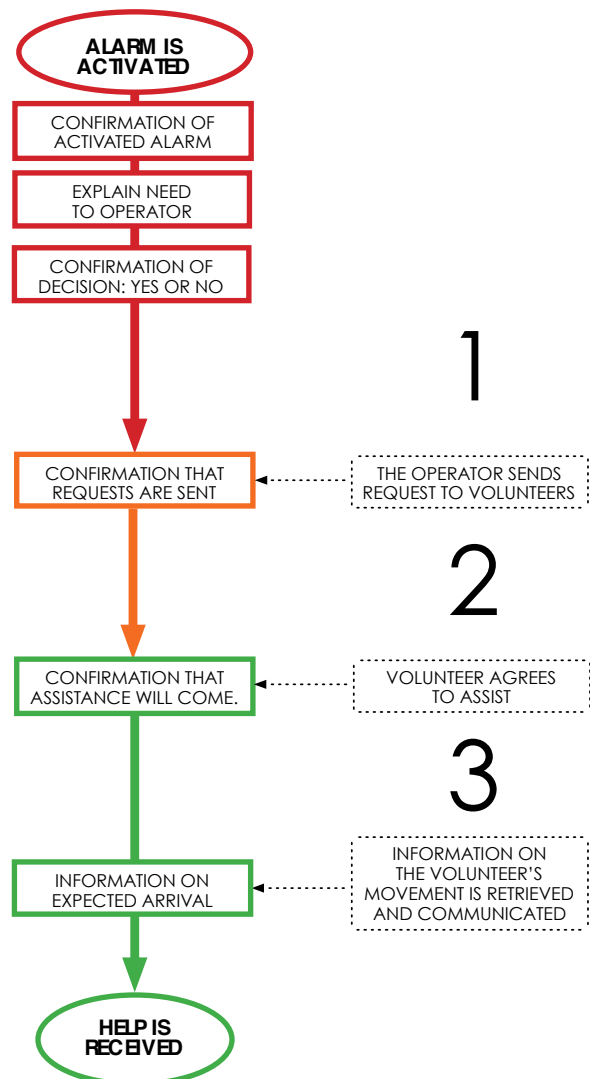 ALARM IS
ACTIVATED
CONFIRMATION OF
ACTIVATED ALARM
EXPLAIN NEED
TO OPERATOR
CONFIRMATION OF
DECISION: YES OR NO
1
CONFIRMATION THAT
REQUESTS ARE SENT
THE OPERATOR SENDS
REQUEST TO VOLUNTEERS
2
CONFIRMATION THAT
ASSISTANCE WILL COME.
VOLUNTEER AGREES
TO ASSIST
3
INFORMATION ON
EXPECTED ARRIVAL
INFORMATION ON
THE VOLUNTEER'S
MOVEMENT IS RETRIEVED
AND COMMUNICATED
HELP IS
RECEIVED